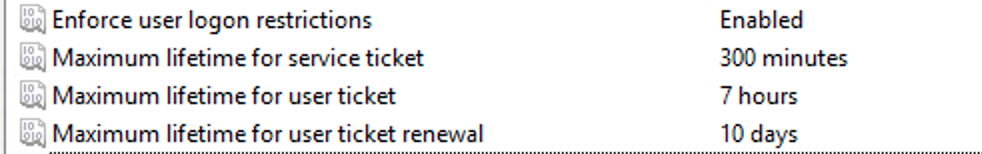 Enforce user logon restrictions Enabled
Maximum lifetime for service ticket 300 minutes
Maximum lifetime for user ticket 7 hours
Maximum lifetime for user ticket renewal 10 days